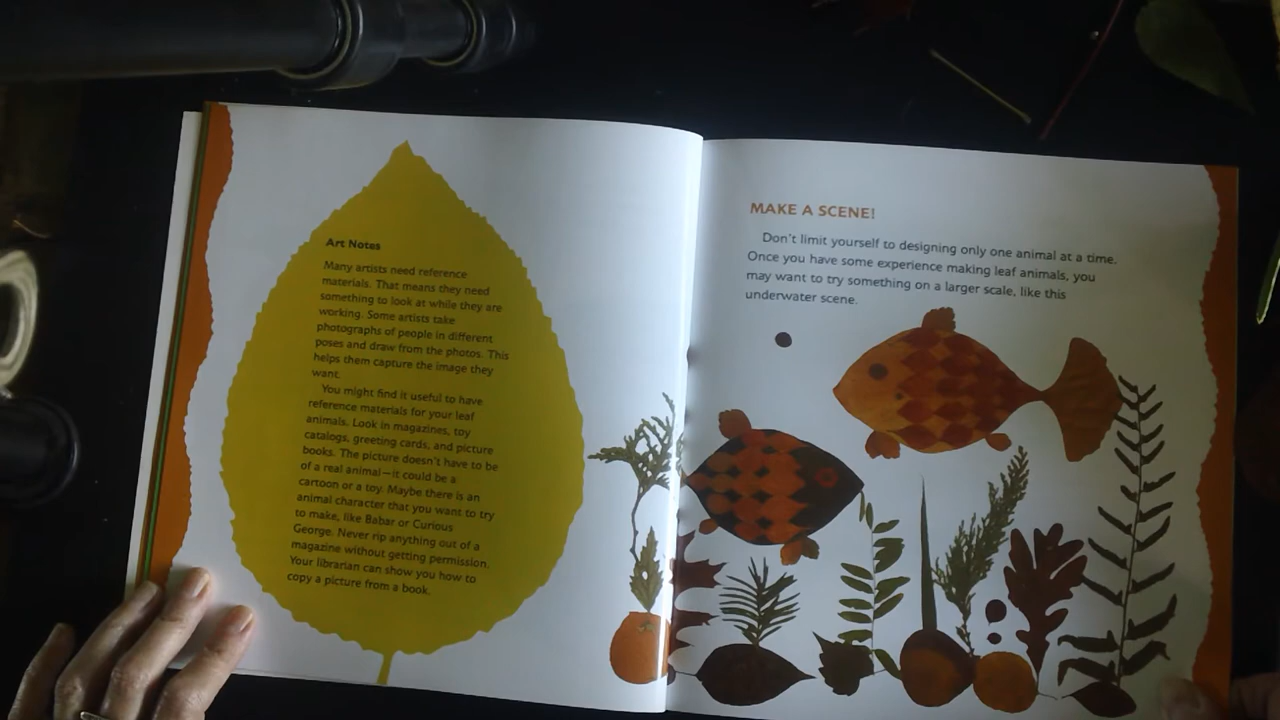 Art Notes
Many artists need reference
materials. That means they need
something to look at while they are
working. Some artists take
photographs of people in different
poses and draw from the photos. This
helps them capture the image they
want.
You might find it useful to have
reference materials for your leaf
animals. Look in magazines, toy
catalogs, greeting cards, and picture
books. The picture doesn't have to be
of a real animal—it could be a
cartoon or a toy. Maybe there is an
animal character that you want to try
to make, like Babar or Curious
George. Never rip anything out of a
magazine without getting permission.
Your librarian can show you how to
copy a picture from a book.
MAKE A SCENE!
Don't limit yourself to designing only one animal at a time.
Once you have some experience making leaf animals, you
may want to try something on a larger scale, like this
underwater scene.